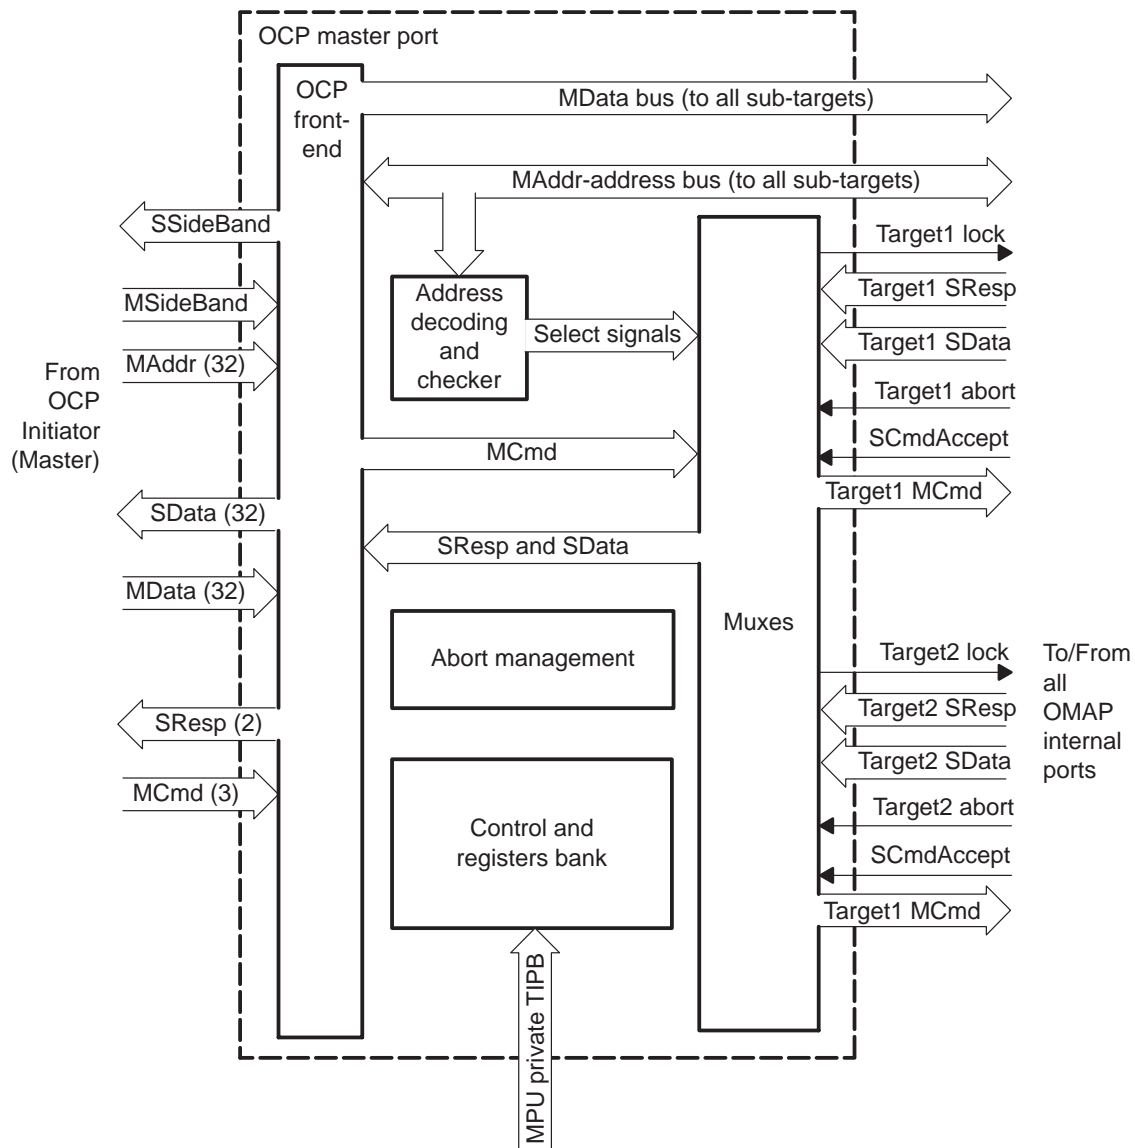 OCP master port
OCP
front-
end
MData bus (to all sub-targets)
MAddr-address bus (to all sub-targets)
SSideBand
MSideBand
MAddr (32)
From
OCP
Initiator
(Master)
SData (32)
MData (32)
SResp (2)
MCmd (3)
Address
decoding
and
checker
Select signals
MCmd
SResp and SData
Abort management
Control and
registers bank
MPU private TIPB
Muxes
Target1 lock
Target1 SResp
Target1 SData
Target1 abort
SCmdAccept
Target1 MCmd
Target2 lock
Target2 SResp
Target2 SData
Target2 abort
SCmdAccept
Target1 MCmd
To/From
all
OMAP
internal
ports